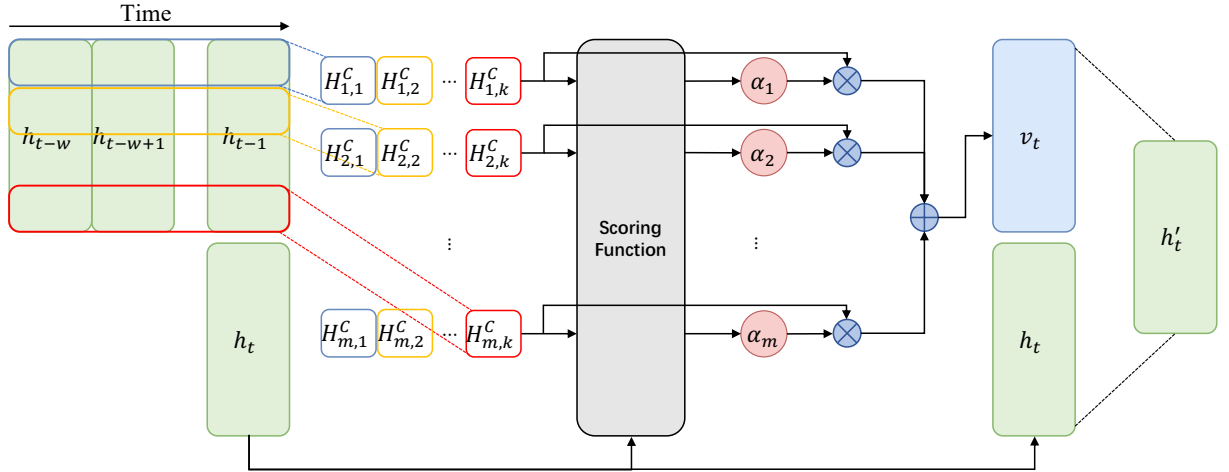 Time
h_{t-w} h_{t-w+1} h_{t-1}
H^C_{1,1} H^C_{1,2} ... H^C_{1,k}
α_1
H^C_{2,1} H^C_{2,2} ... H^C_{2,k}
α_2
v_t
⋮
Scoring
Function
⋮
h'_t
h_t
H^C_{m,1} H^C_{m,2} ... H^C_{m,k}
α_m
h_t